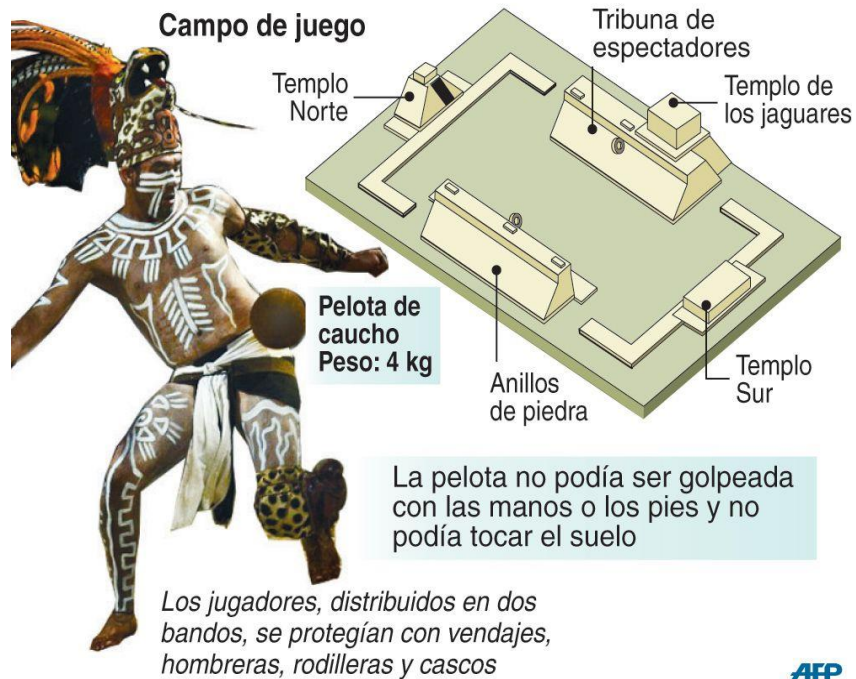 Campo de juego
Tribuna de
espectadores
Templo
Norte
Templo de
los jaguares
Pelota de
caucho
Peso: 4 kg
Anillos
de piedra
Templo
Sur
La pelota no podía ser golpeada
con las manos o los pies y no
podía tocar el suelo
Los jugadores, distribuidos en dos
bandos, se protegían con vendajes,
hombreras, rodilleras y cascos
AFP